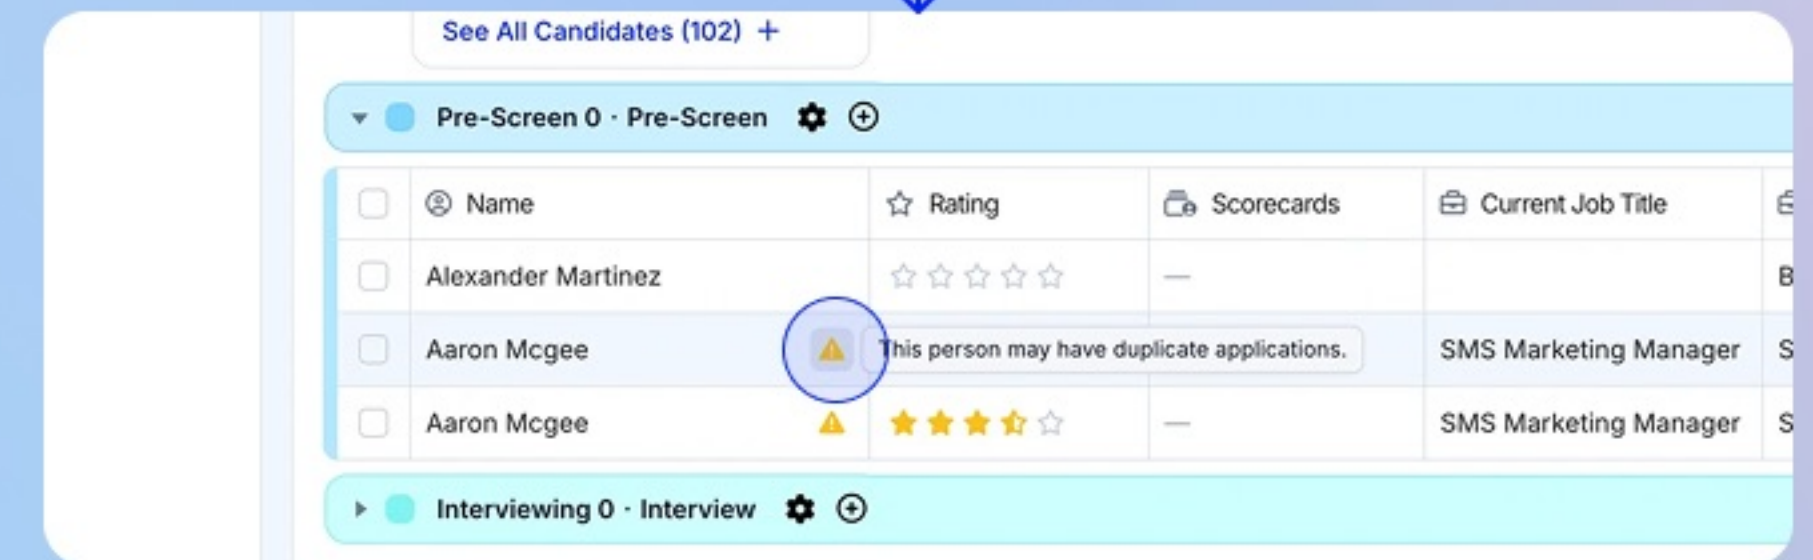 See All Candidates (102) +
Pre-Screen 0 · Pre-Screen
Name Rating Scorecards Current Job Title
Alexander Martinez — B
Aaron Mcgee This person may have duplicate applications. SMS Marketing Manager S
Aaron Mcgee — SMS Marketing Manager S
Interviewing 0 · Interview